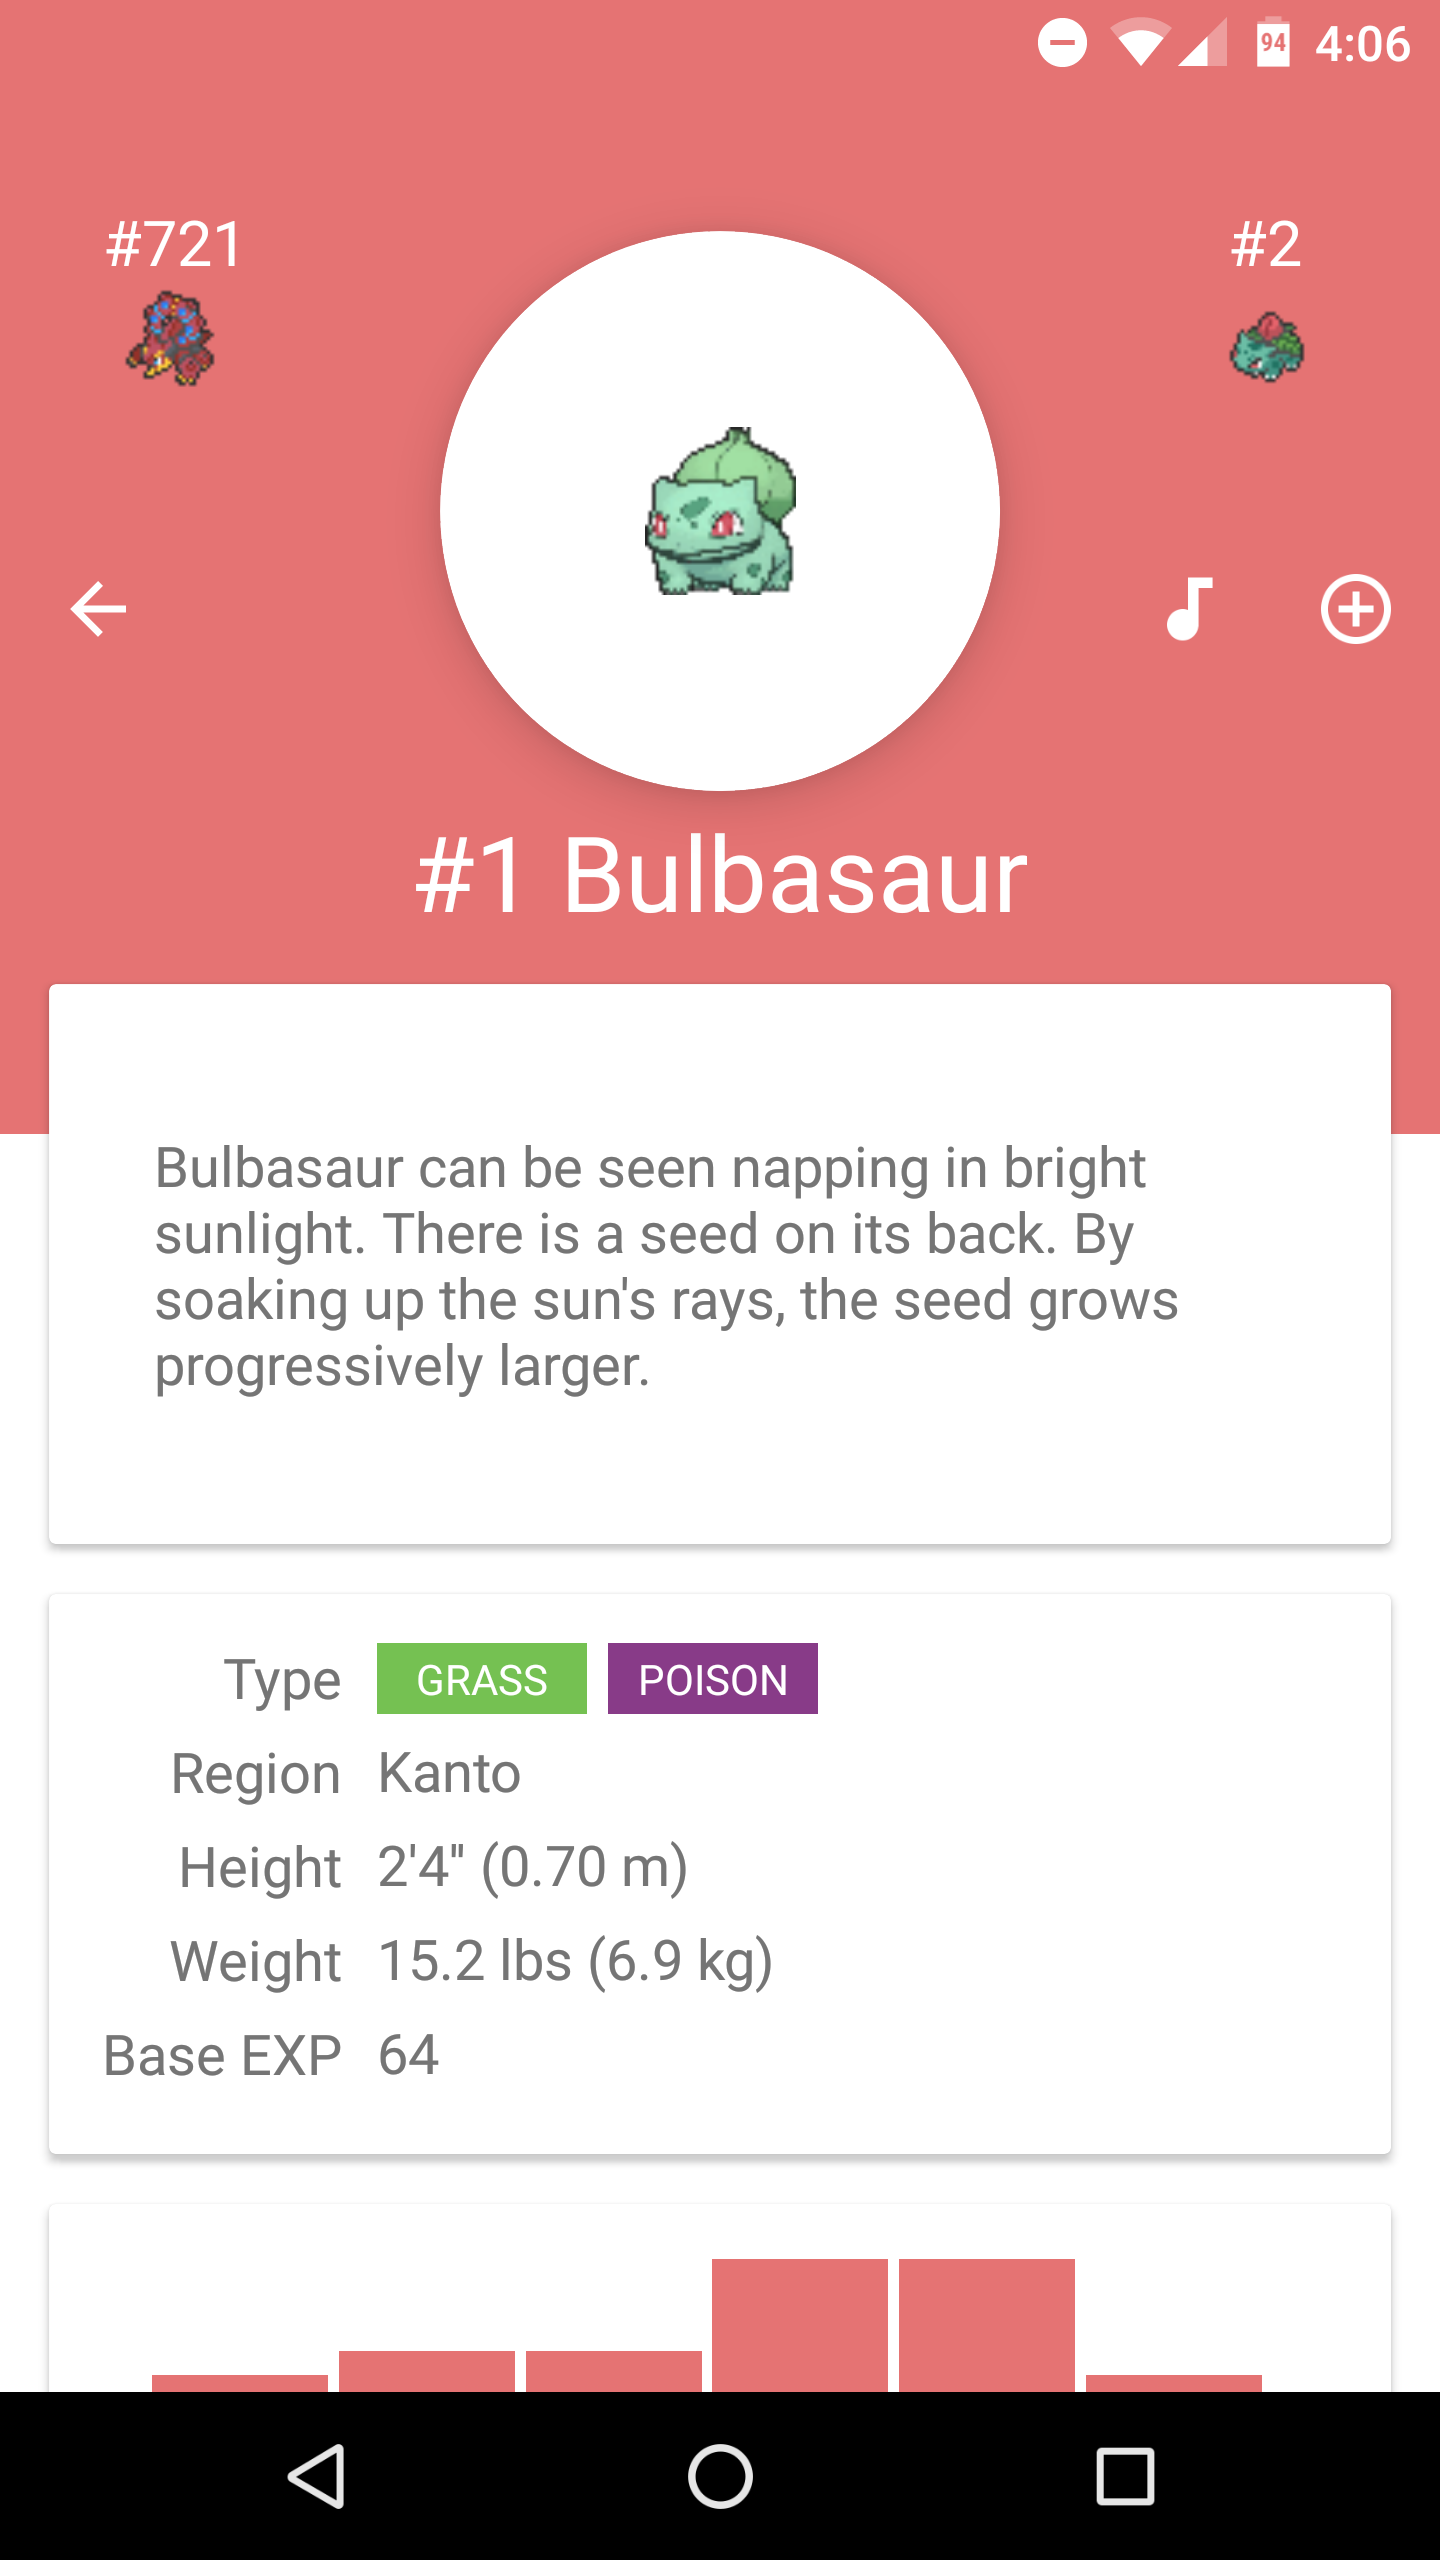 94 4:06
#721
#2
#1 Bulbasaur
Bulbasaur can be seen napping in bright
sunlight. There is a seed on its back. By
soaking up the sun's rays, the seed grows
progressively larger.
Type GRASS POISON
Region Kanto
Height 2'4" (0.70 m)
Weight 15.2 lbs (6.9 kg)
Base EXP 64